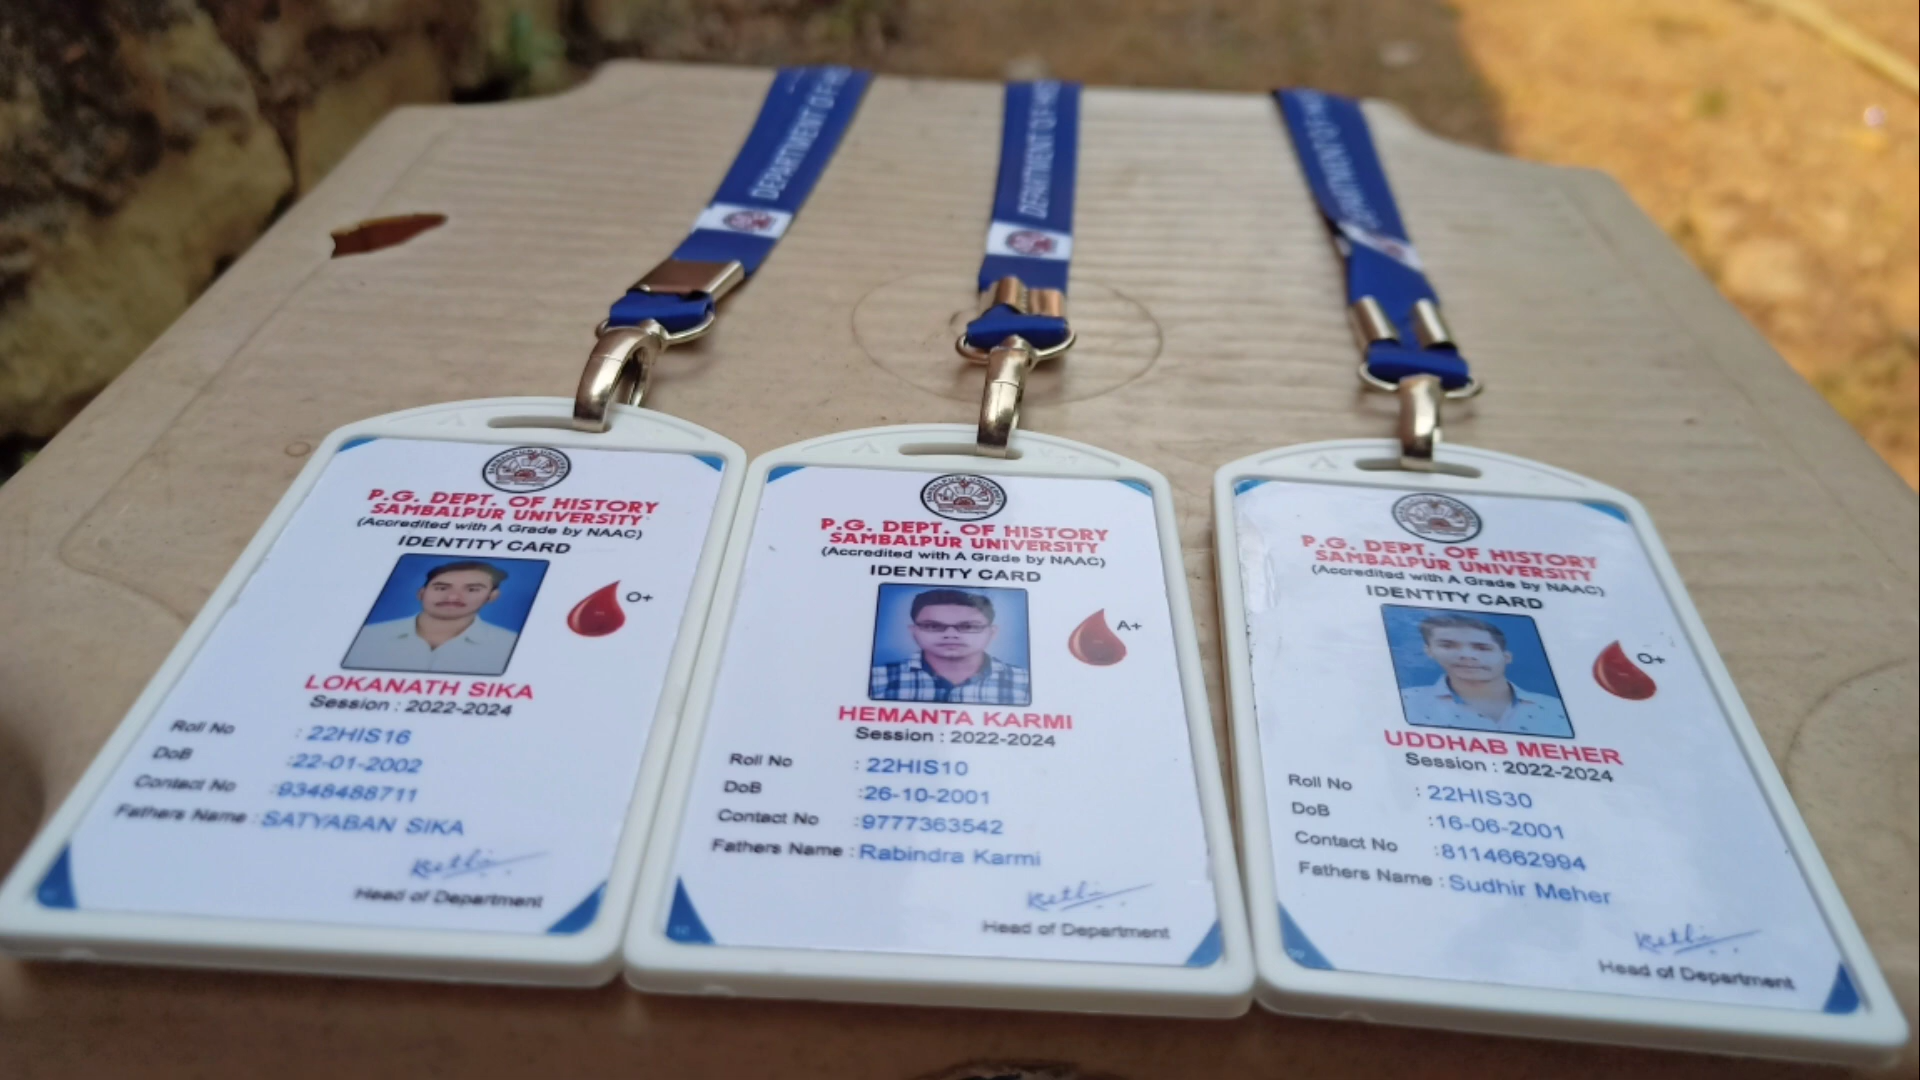 DEPARTMENT OF
DEPARTMENT OF
SAMBALPUR UNIVERSITY
P.G. DEPT. OF HISTORY
SAMBALPUR UNIVERSITY
(Accredited with A Grade by NAAC)
IDENTITY CARD
O+
LOKANATH SIKA
Session : 2022-2024
Roll No : 22HIS16
DoB :22-01-2002
Contact No :9348488711
Fathers Name : SATYABAN SIKA
Head of Department
SAMBALPUR UNIVERSITY
P.G. DEPT. OF HISTORY
SAMBALPUR UNIVERSITY
(Accredited with A Grade by NAAC)
IDENTITY CARD
A+
HEMANTA KARMI
Session : 2022-2024
Roll No : 22HIS10
DoB :26-10-2001
Contact No :9777363542
Fathers Name : Rabindra Karmi
Head of Department
P.G. DEPT. OF HISTORY
SAMBALPUR UNIVERSITY
(Accredited with A Grade by NAAC)
IDENTITY CARD
O+
UDDHAB MEHER
Session : 2022-2024
Roll No : 22HIS30
DoB :16-06-2001
Contact No :8114662994
Fathers Name : Sudhir Meher
Head of Department